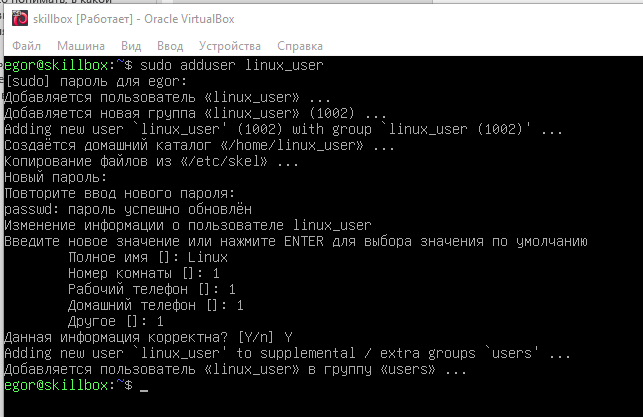 skillbox [Работает] - Oracle VirtualBox
Файл Машина Вид Ввод Устройства Справка
egor@skillbox:~$ sudo adduser linux_user
[sudo] пароль для egor:
Добавляется пользователь «linux_user» ...
Добавляется новая группа «linux_user» (1002) ...
Adding new user `linux_user' (1002) with group `linux_user (1002)' ...
Создаётся домашний каталог «/home/linux_user» ...
Копирование файлов из «/etc/skel» ...
Новый пароль:
Повторите ввод нового пароля:
passwd: пароль успешно обновлён
Изменение информации о пользователе linux_user
Введите новое значение или нажмите ENTER для выбора значения по умолчанию
Полное имя []: Linux
Номер комнаты []: 1
Рабочий телефон []: 1
Домашний телефон []: 1
Другое []: 1
Данная информация корректна? [Y/n] Y
Adding new user `linux_user' to supplemental / extra groups `users' ...
Добавляется пользователь «linux_user» в группу «users» ...
egor@skillbox:~$ _